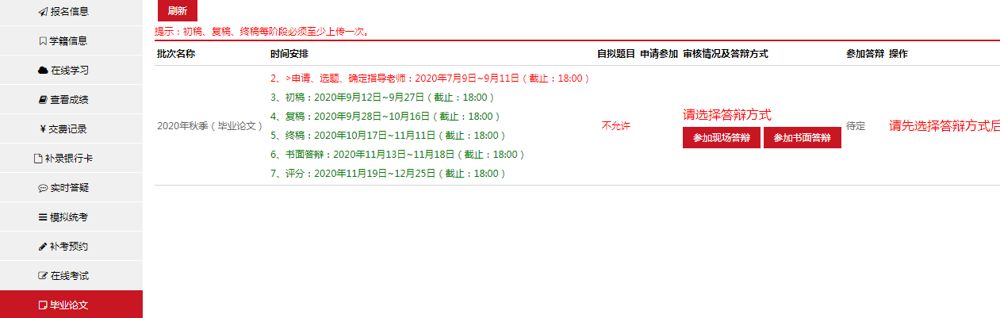 报名信息
学籍信息
在线学习
查看成绩
¥ 交费记录
补录银行卡
实时答疑
模拟统考
补考预约
在线考试
毕业论文
刷新
提示：初稿、复稿、终稿每阶段必须至少上传一次。
批次名称 时间安排 自拟题目 申请参加 审核情况及答辩方式 参加答辩 操作
2020年秋季（毕业论文）
2、▹申请、选题、确定指导老师：2020年7月9日~9月11日（截止：18:00）
3、初稿：2020年9月12日~9月27日（截止：18:00）
4、复稿：2020年9月28日~10月16日（截止：18:00）
5、终稿：2020年10月17日~11月11日（截止：18:00）
6、书面答辩：2020年11月13日~11月18日（截止：18:00）
7、评分：2020年11月19日~12月25日（截止：18:00）
不允许
请选择答辩方式
参加现场答辩 参加书面答辩
待定
请先选择答辩方式后